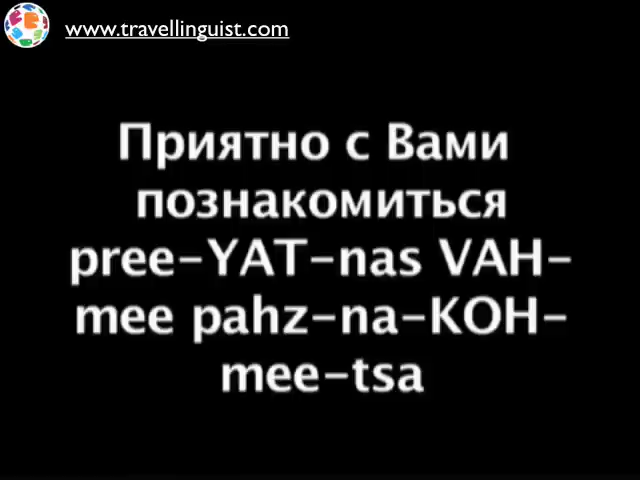 www.travellinguist.com
Приятно с Вами
познакомиться
pree-YAT-nas VAH-
mee pahz-na-KOH-
mee-tsa